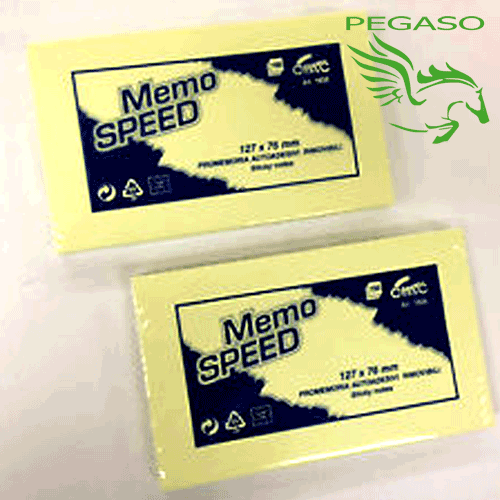 PEGASO
Memo
SPEED
127 x 76 mm
PROMEMORIA AUTOADESIVI RIMOVIBILI
Sticky notes
Memo
SPEED
127 x 76 mm
PROMEMORIA AUTOADESIVI RIMOVIBILI
Sticky notes